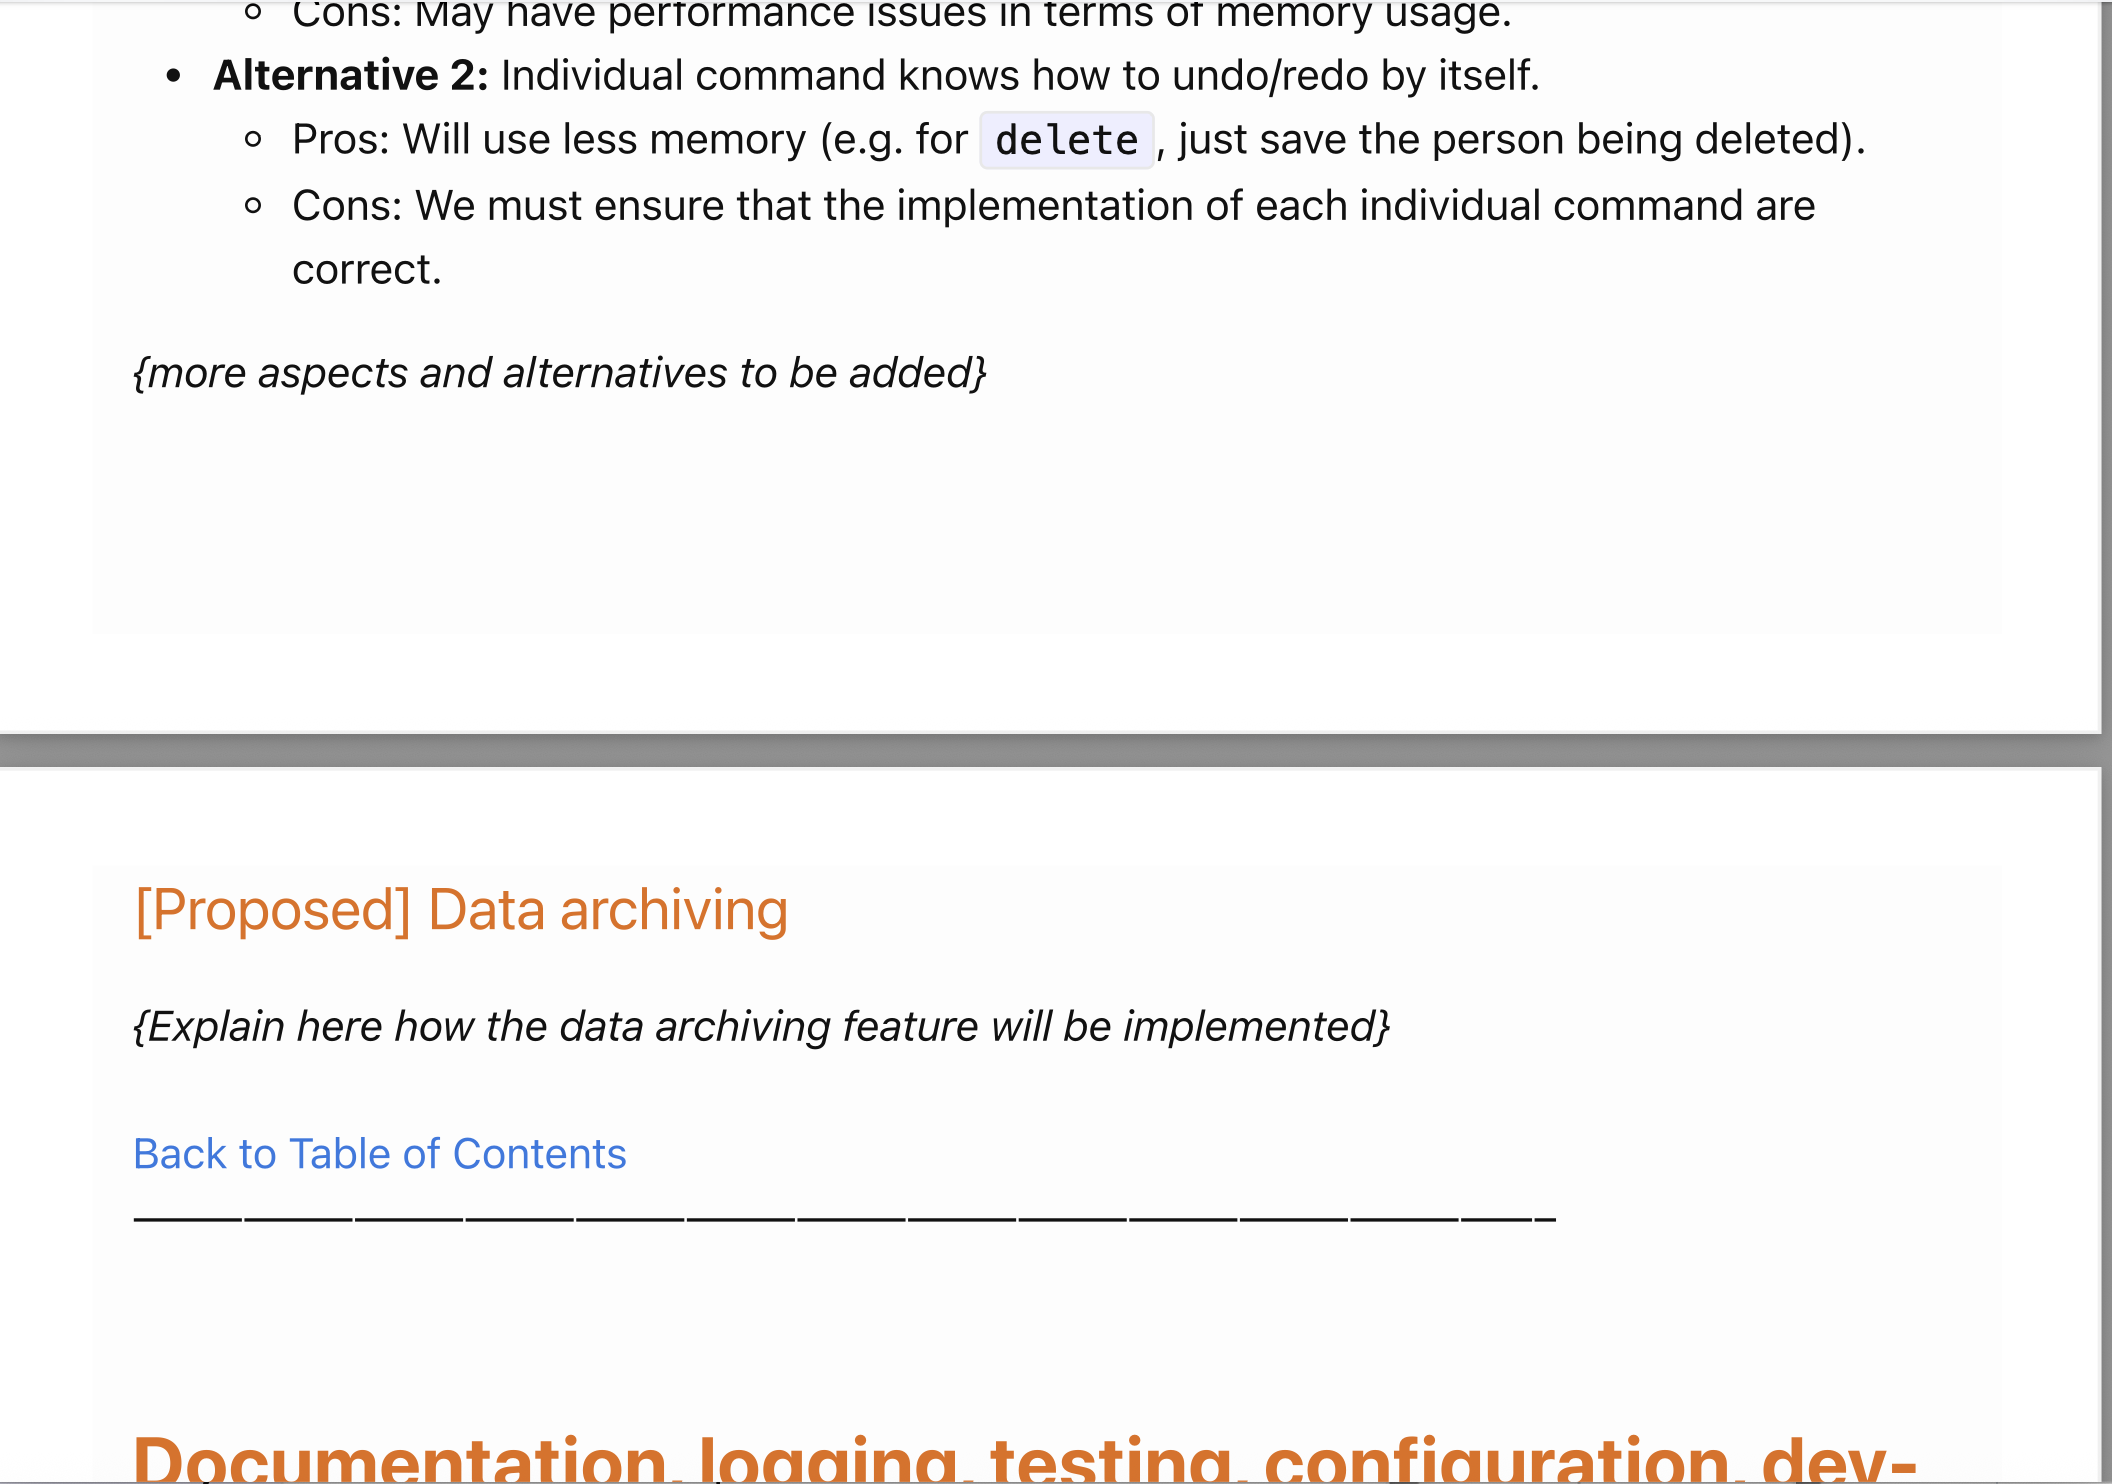 Cons: May have performance issues in terms of memory usage.
Alternative 2: Individual command knows how to undo/redo by itself.
Pros: Will use less memory (e.g. for delete , just save the person being deleted).
Cons: We must ensure that the implementation of each individual command are
correct.
{more aspects and alternatives to be added}
[Proposed] Data archiving
{Explain here how the data archiving feature will be implemented}
Back to Table of Contents
Documentation, logging, testing, configuration, dev-